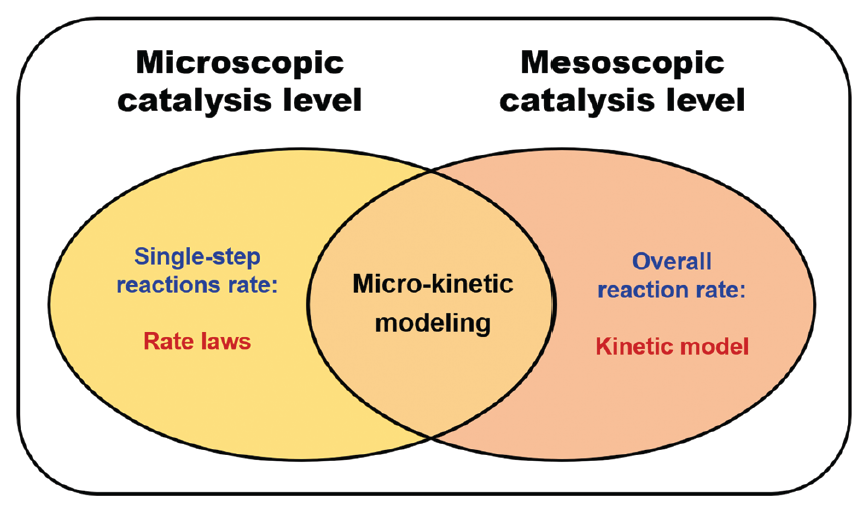 Microscopic
catalysis level
Mesoscopic
catalysis level
Single-step
reactions rate:
Rate laws
Micro-kinetic
modeling
Overall
reaction rate:
Kinetic model